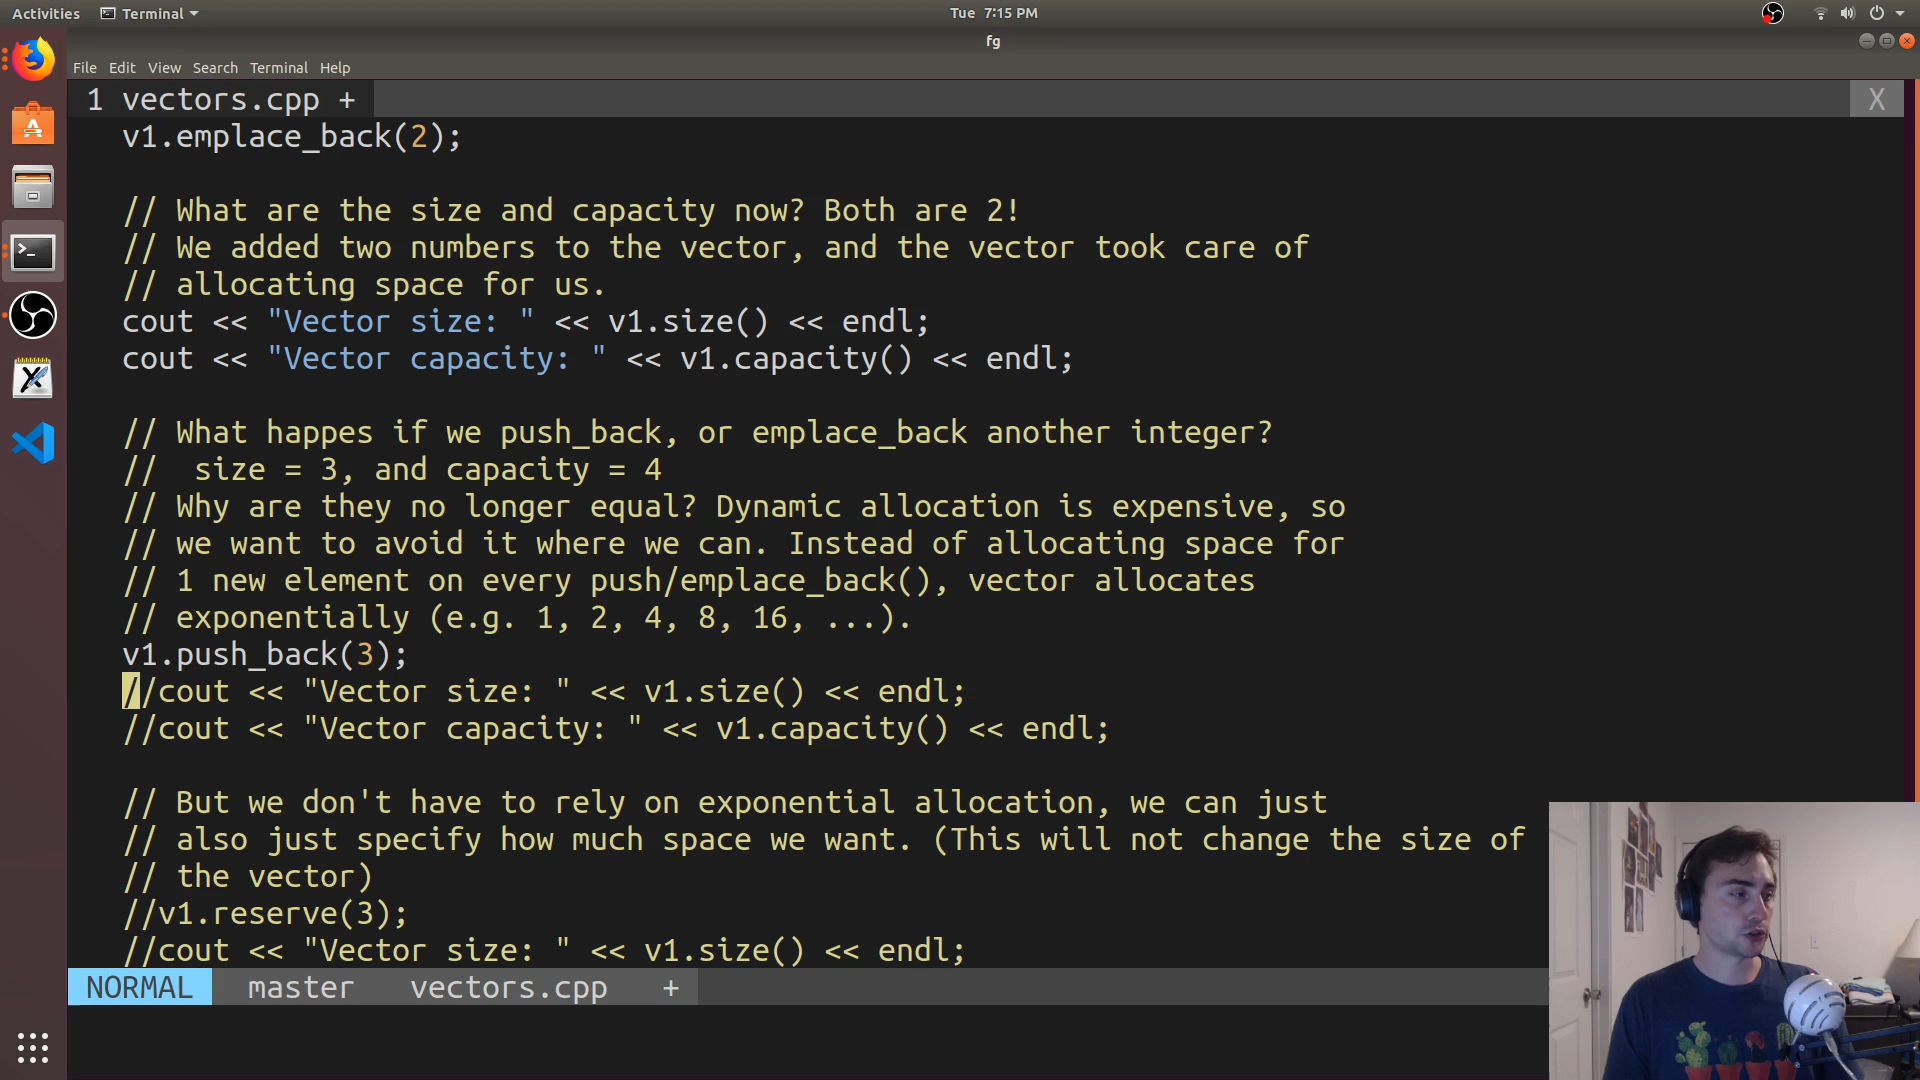 Activities Terminal Tue 7:15 PM
fg
File Edit View Search Terminal Help
1 vectors.cpp + X
v1.emplace_back(2);
// What are the size and capacity now? Both are 2!
// We added two numbers to the vector, and the vector took care of
// allocating space for us.
cout << "Vector size: " << v1.size() << endl;
cout << "Vector capacity: " << v1.capacity() << endl;
// What happes if we push_back, or emplace_back another integer?
//  size = 3, and capacity = 4
// Why are they no longer equal? Dynamic allocation is expensive, so
// we want to avoid it where we can. Instead of allocating space for
// 1 new element on every push/emplace_back(), vector allocates
// exponentially (e.g. 1, 2, 4, 8, 16, ...).
v1.push_back(3);
//cout << "Vector size: " << v1.size() << endl;
//cout << "Vector capacity: " << v1.capacity() << endl;
// But we don't have to rely on exponential allocation, we can just
// also just specify how much space we want. (This will not change the size of
// the vector)
//v1.reserve(3);
//cout << "Vector size: " << v1.size() << endl;
NORMAL master vectors.cpp +